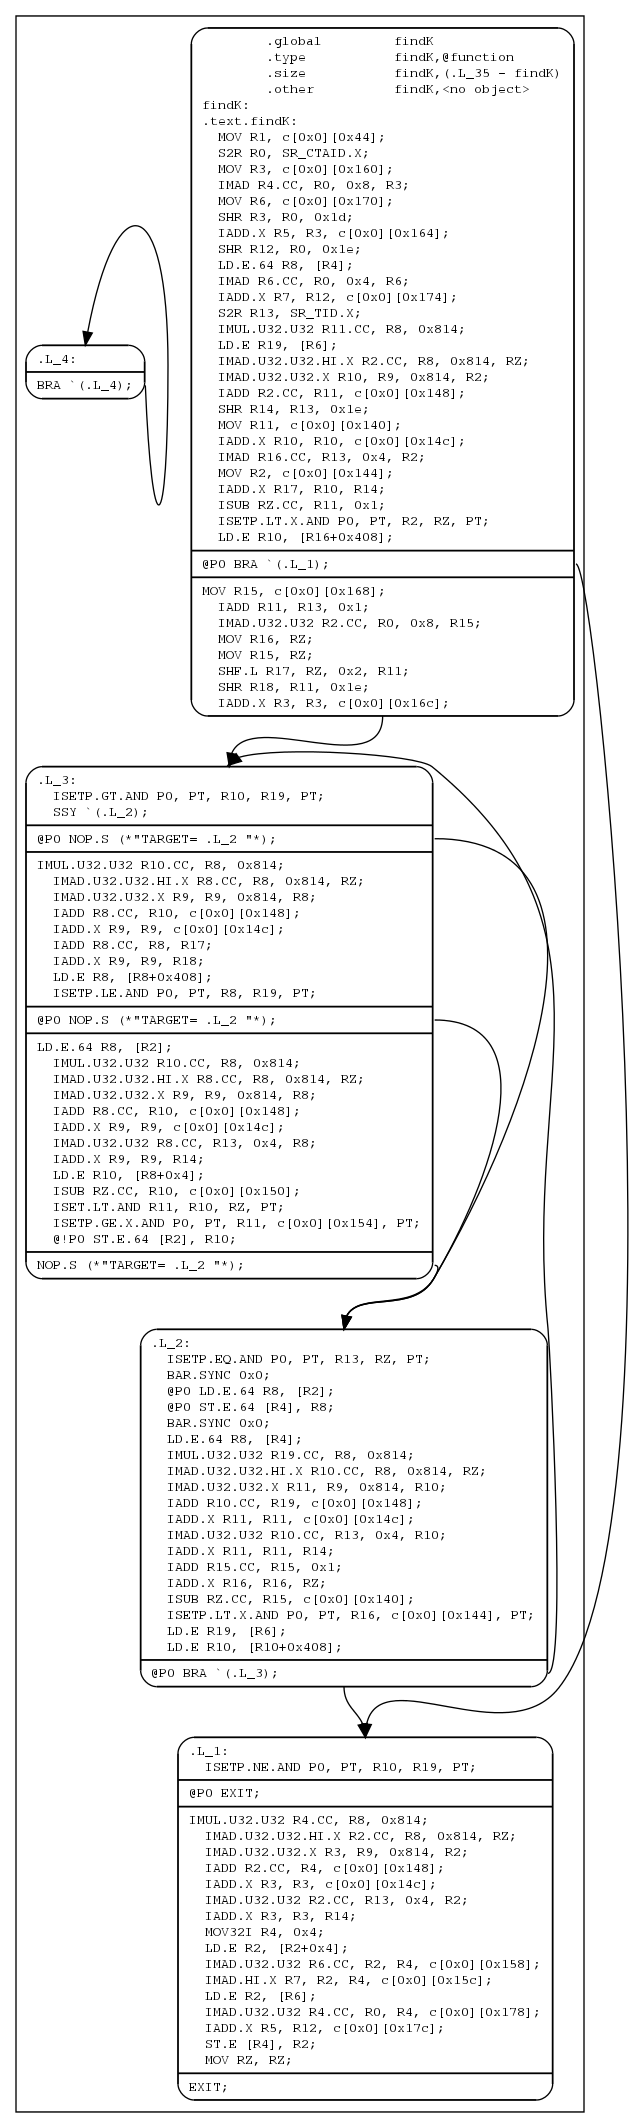 .global findK
.type findK,@function
.size findK,(.L_35 - findK)
.other findK,<no object>
findK:
.text.findK:
MOV R1, c[0x0][0x44];
S2R R0, SR_CTAID.X;
MOV R3, c[0x0][0x160];
IMAD R4.CC, R0, 0x8, R3;
MOV R6, c[0x0][0x170];
SHR R3, R0, 0x1d;
IADD.X R5, R3, c[0x0][0x164];
SHR R12, R0, 0x1e;
LD.E.64 R8, [R4];
IMAD R6.CC, R0, 0x4, R6;
IADD.X R7, R12, c[0x0][0x174];
S2R R13, SR_TID.X;
IMUL.U32.U32 R11.CC, R8, 0x814;
LD.E R19, [R6];
IMAD.U32.U32.HI.X R2.CC, R8, 0x814, RZ;
IMAD.U32.U32.X R10, R9, 0x814, R2;
IADD R2.CC, R11, c[0x0][0x148];
SHR R14, R13, 0x1e;
MOV R11, c[0x0][0x140];
IADD.X R10, R10, c[0x0][0x14c];
IMAD R16.CC, R13, 0x4, R2;
MOV R2, c[0x0][0x144];
IADD.X R17, R10, R14;
ISUB RZ.CC, R11, 0x1;
ISETP.LT.X.AND P0, PT, R2, RZ, PT;
LD.E R10, [R16+0x408];
@P0 BRA `(.L_1);
MOV R15, c[0x0][0x168];
IADD R11, R13, 0x1;
IMAD.U32.U32 R2.CC, R0, 0x8, R15;
MOV R16, RZ;
MOV R15, RZ;
SHF.L R17, RZ, 0x2, R11;
SHR R18, R11, 0x1e;
IADD.X R3, R3, c[0x0][0x16c];
.L_4:
BRA `(.L_4);
.L_3:
ISETP.GT.AND P0, PT, R10, R19, PT;
SSY `(.L_2);
@P0 NOP.S (*"TARGET= .L_2 "*);
IMUL.U32.U32 R10.CC, R8, 0x814;
IMAD.U32.U32.HI.X R8.CC, R8, 0x814, RZ;
IMAD.U32.U32.X R9, R9, 0x814, R8;
IADD R8.CC, R10, c[0x0][0x148];
IADD.X R9, R9, c[0x0][0x14c];
IADD R8.CC, R8, R17;
IADD.X R9, R9, R18;
LD.E R8, [R8+0x408];
ISETP.LE.AND P0, PT, R8, R19, PT;
@P0 NOP.S (*"TARGET= .L_2 "*);
LD.E.64 R8, [R2];
IMUL.U32.U32 R10.CC, R8, 0x814;
IMAD.U32.U32.HI.X R8.CC, R8, 0x814, RZ;
IMAD.U32.U32.X R9, R9, 0x814, R8;
IADD R8.CC, R10, c[0x0][0x148];
IADD.X R9, R9, c[0x0][0x14c];
IMAD.U32.U32 R8.CC, R13, 0x4, R8;
IADD.X R9, R9, R14;
LD.E R10, [R8+0x4];
ISUB RZ.CC, R10, c[0x0][0x150];
ISET.LT.AND R11, R10, RZ, PT;
ISETP.GE.X.AND P0, PT, R11, c[0x0][0x154], PT;
@!P0 ST.E.64 [R2], R10;
NOP.S (*"TARGET= .L_2 "*);
.L_2:
ISETP.EQ.AND P0, PT, R13, RZ, PT;
BAR.SYNC 0x0;
@P0 LD.E.64 R8, [R2];
@P0 ST.E.64 [R4], R8;
BAR.SYNC 0x0;
LD.E.64 R8, [R4];
IMUL.U32.U32 R19.CC, R8, 0x814;
IMAD.U32.U32.HI.X R10.CC, R8, 0x814, RZ;
IMAD.U32.U32.X R11, R9, 0x814, R10;
IADD R10.CC, R19, c[0x0][0x148];
IADD.X R11, R11, c[0x0][0x14c];
IMAD.U32.U32 R10.CC, R13, 0x4, R10;
IADD.X R11, R11, R14;
IADD R15.CC, R15, 0x1;
IADD.X R16, R16, RZ;
ISUB RZ.CC, R15, c[0x0][0x140];
ISETP.LT.X.AND P0, PT, R16, c[0x0][0x144], PT;
LD.E R19, [R6];
LD.E R10, [R10+0x408];
@P0 BRA `(.L_3);
.L_1:
ISETP.NE.AND P0, PT, R10, R19, PT;
@P0 EXIT;
IMUL.U32.U32 R4.CC, R8, 0x814;
IMAD.U32.U32.HI.X R2.CC, R8, 0x814, RZ;
IMAD.U32.U32.X R3, R9, 0x814, R2;
IADD R2.CC, R4, c[0x0][0x148];
IADD.X R3, R3, c[0x0][0x14c];
IMAD.U32.U32 R2.CC, R13, 0x4, R2;
IADD.X R3, R3, R14;
MOV32I R4, 0x4;
LD.E R2, [R2+0x4];
IMAD.U32.U32 R6.CC, R2, R4, c[0x0][0x158];
IMAD.HI.X R7, R2, R4, c[0x0][0x15c];
LD.E R2, [R6];
IMAD.U32.U32 R4.CC, R0, R4, c[0x0][0x178];
IADD.X R5, R12, c[0x0][0x17c];
ST.E [R4], R2;
MOV RZ, RZ;
EXIT;